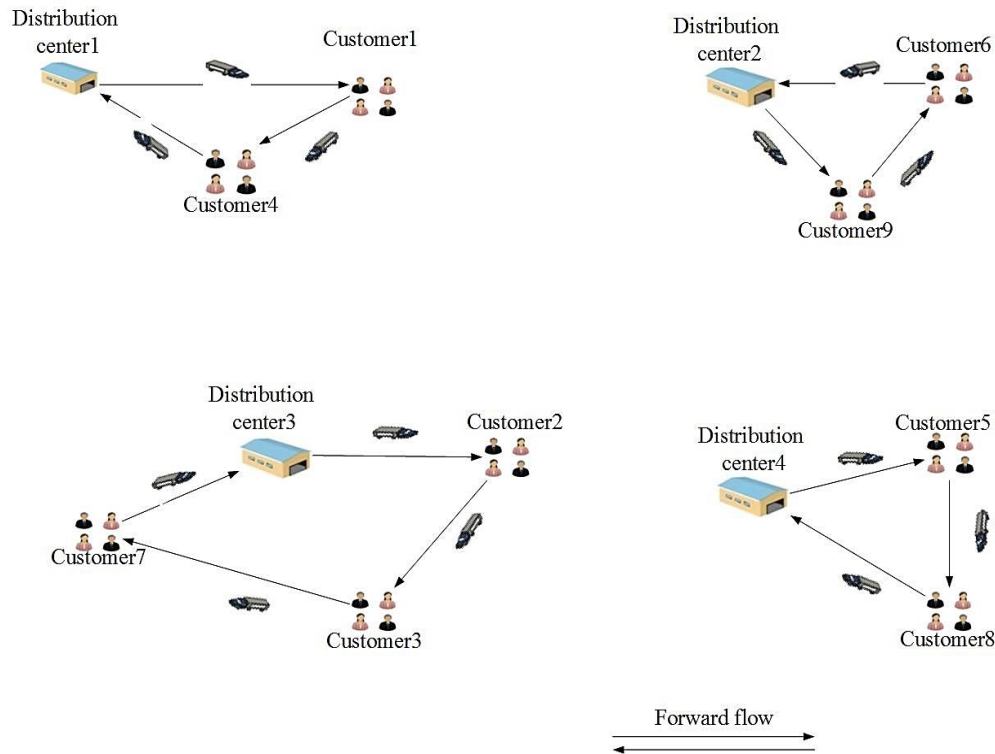 Distribution
center1
Customer1
Customer4
Distribution
center2
Customer6
Customer9
Distribution
center3
Customer2
Customer7
Customer3
Distribution
center4
Customer5
Customer8
Forward flow